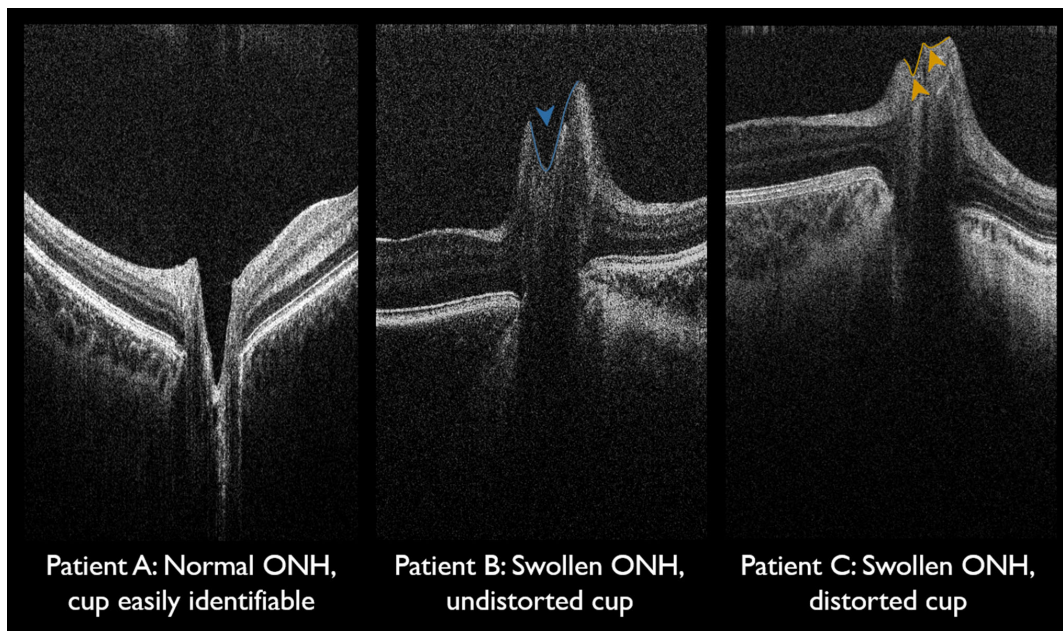 Patient A: Normal ONH,
cup easily identifiable
Patient B: Swollen ONH,
undistorted cup
Patient C: Swollen ONH,
distorted cup